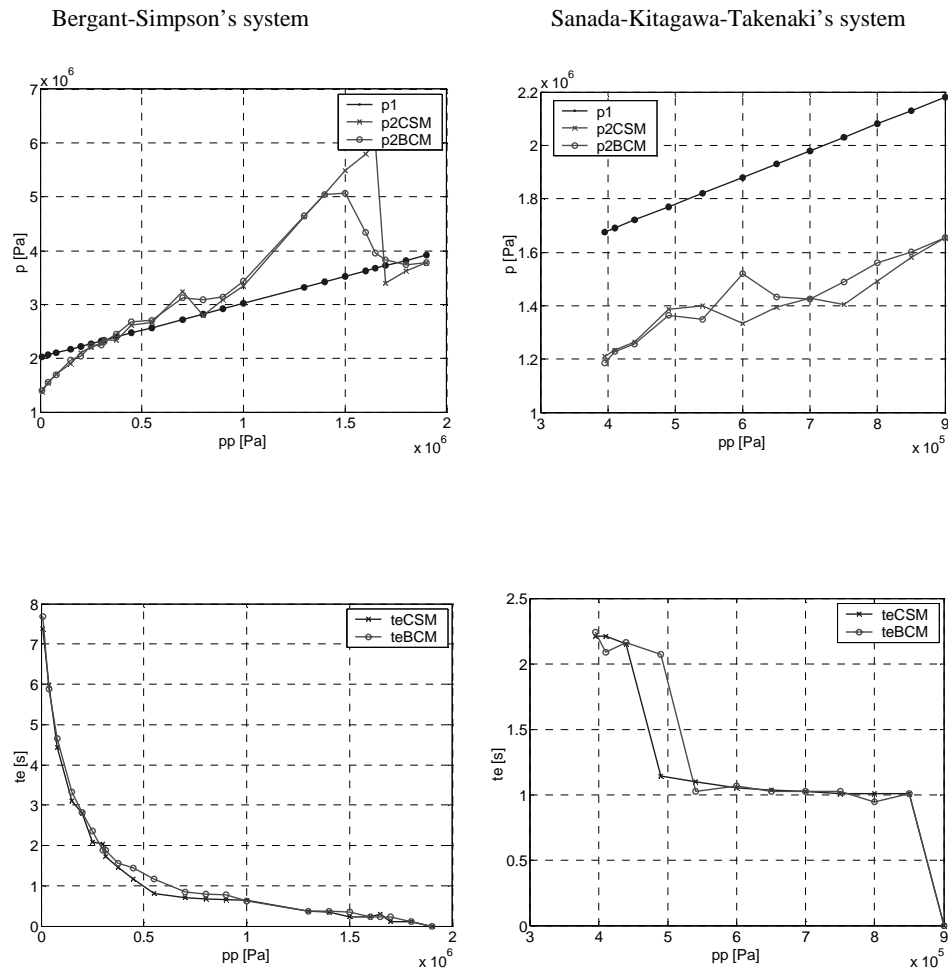 Bergant-Simpson’s system
Sanada-Kitagawa-Takenaki’s system
x 10^6
7
6
5
4
3
2
1
p [Pa]
p1
p2CSM
p2BCM
0
0.5
1
1.5
2
pp [Pa]
x 10^6
x 10^6
2.2
2
1.8
1.6
1.4
1.2
1
p [Pa]
p1
p2CSM
p2BCM
3
4
5
6
7
8
9
pp [Pa]
x 10^5
8
7
6
5
4
3
2
1
0
te [s]
teCSM
teBCM
0
0.5
1
1.5
2
pp [Pa]
x 10^6
2.5
2
1.5
1
0.5
0
te [s]
teCSM
teBCM
3
4
5
6
7
8
9
pp [Pa]
x 10^5